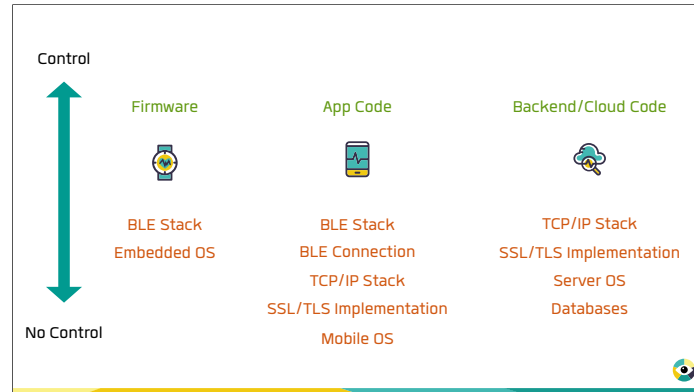 Control
Firmware
App Code
Backend/Cloud Code
BLE Stack
Embedded OS
BLE Stack
BLE Connection
TCP/IP Stack
SSL/TLS Implementation
Mobile OS
TCP/IP Stack
SSL/TLS Implementation
Server OS
Databases
No Control